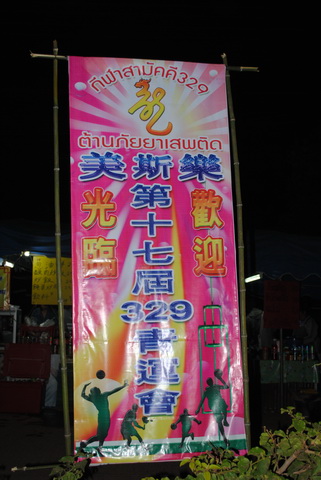 กีฬาสามัคคี329
ต้านภัยยาเสพติด
美斯樂
歡迎
光臨
第十七屆
329
青運會